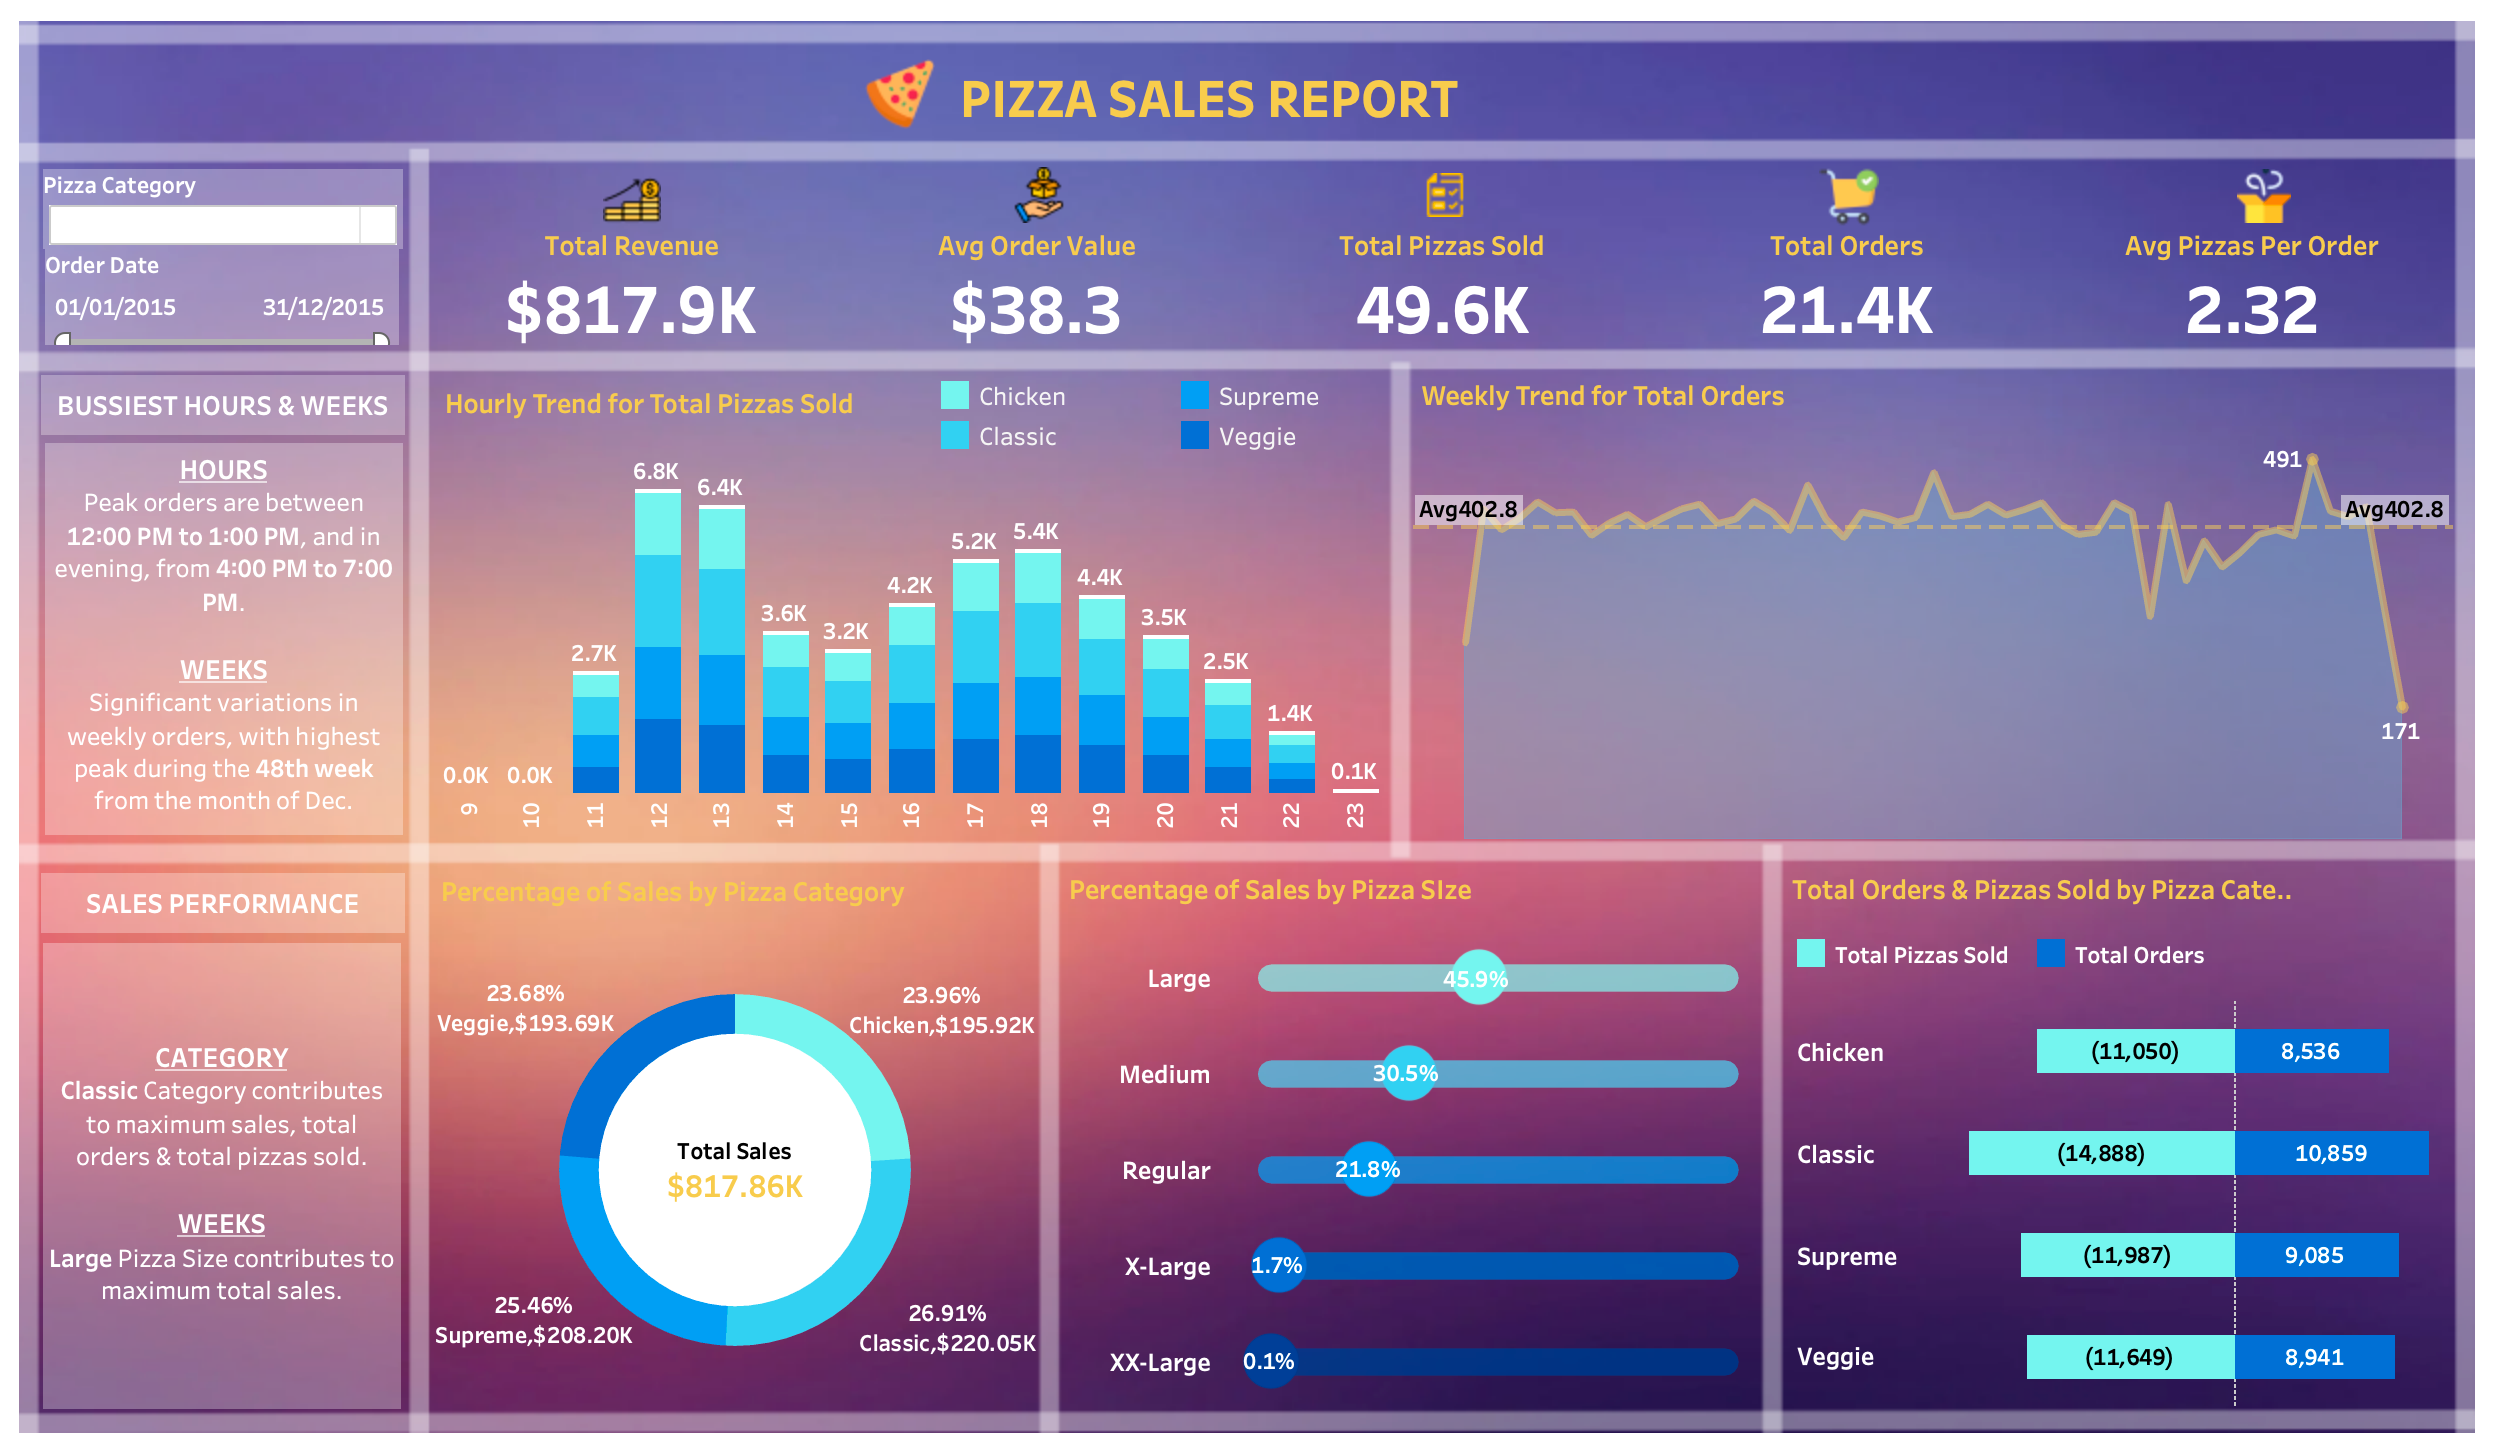 PIZZA SALES REPORT
Pizza Category
Order Date
01/01/2015 31/12/2015
Total Revenue
$817.9K
Avg Order Value
$38.3
Total Pizzas Sold
49.6K
Total Orders
21.4K
Avg Pizzas Per Order
2.32
BUSSIEST HOURS & WEEKS
HOURS
Peak orders are between
12:00 PM to 1:00 PM, and in
evening, from 4:00 PM to 7:00
PM.
WEEKS
Significant variations in
weekly orders, with highest
peak during the 48th week
from the month of Dec.
Hourly Trend for Total Pizzas Sold
Chicken Supreme
Classic Veggie
0.0K 0.0K 2.7K 6.8K 6.4K 3.6K 3.2K 4.2K 5.2K 5.4K 4.4K 3.5K 2.5K 1.4K 0.1K
9 10 11 12 13 14 15 16 17 18 19 20 21 22 23
Weekly Trend for Total Orders
491
Avg402.8 Avg402.8
171
SALES PERFORMANCE
CATEGORY
Classic Category contributes
to maximum sales, total
orders & total pizzas sold.
WEEKS
Large Pizza Size contributes to
maximum total sales.
Percentage of Sales by Pizza Category
23.68%
Veggie,$193.69K
23.96%
Chicken,$195.92K
Total Sales
$817.86K
25.46%
Supreme,$208.20K
26.91%
Classic,$220.05K
Percentage of Sales by Pizza SIze
Large 45.9%
Medium 30.5%
Regular 21.8%
X-Large 1.7%
XX-Large 0.1%
Total Orders & Pizzas Sold by Pizza Cate..
Total Pizzas Sold Total Orders
Chicken (11,050) 8,536
Classic (14,888) 10,859
Supreme (11,987) 9,085
Veggie (11,649) 8,941